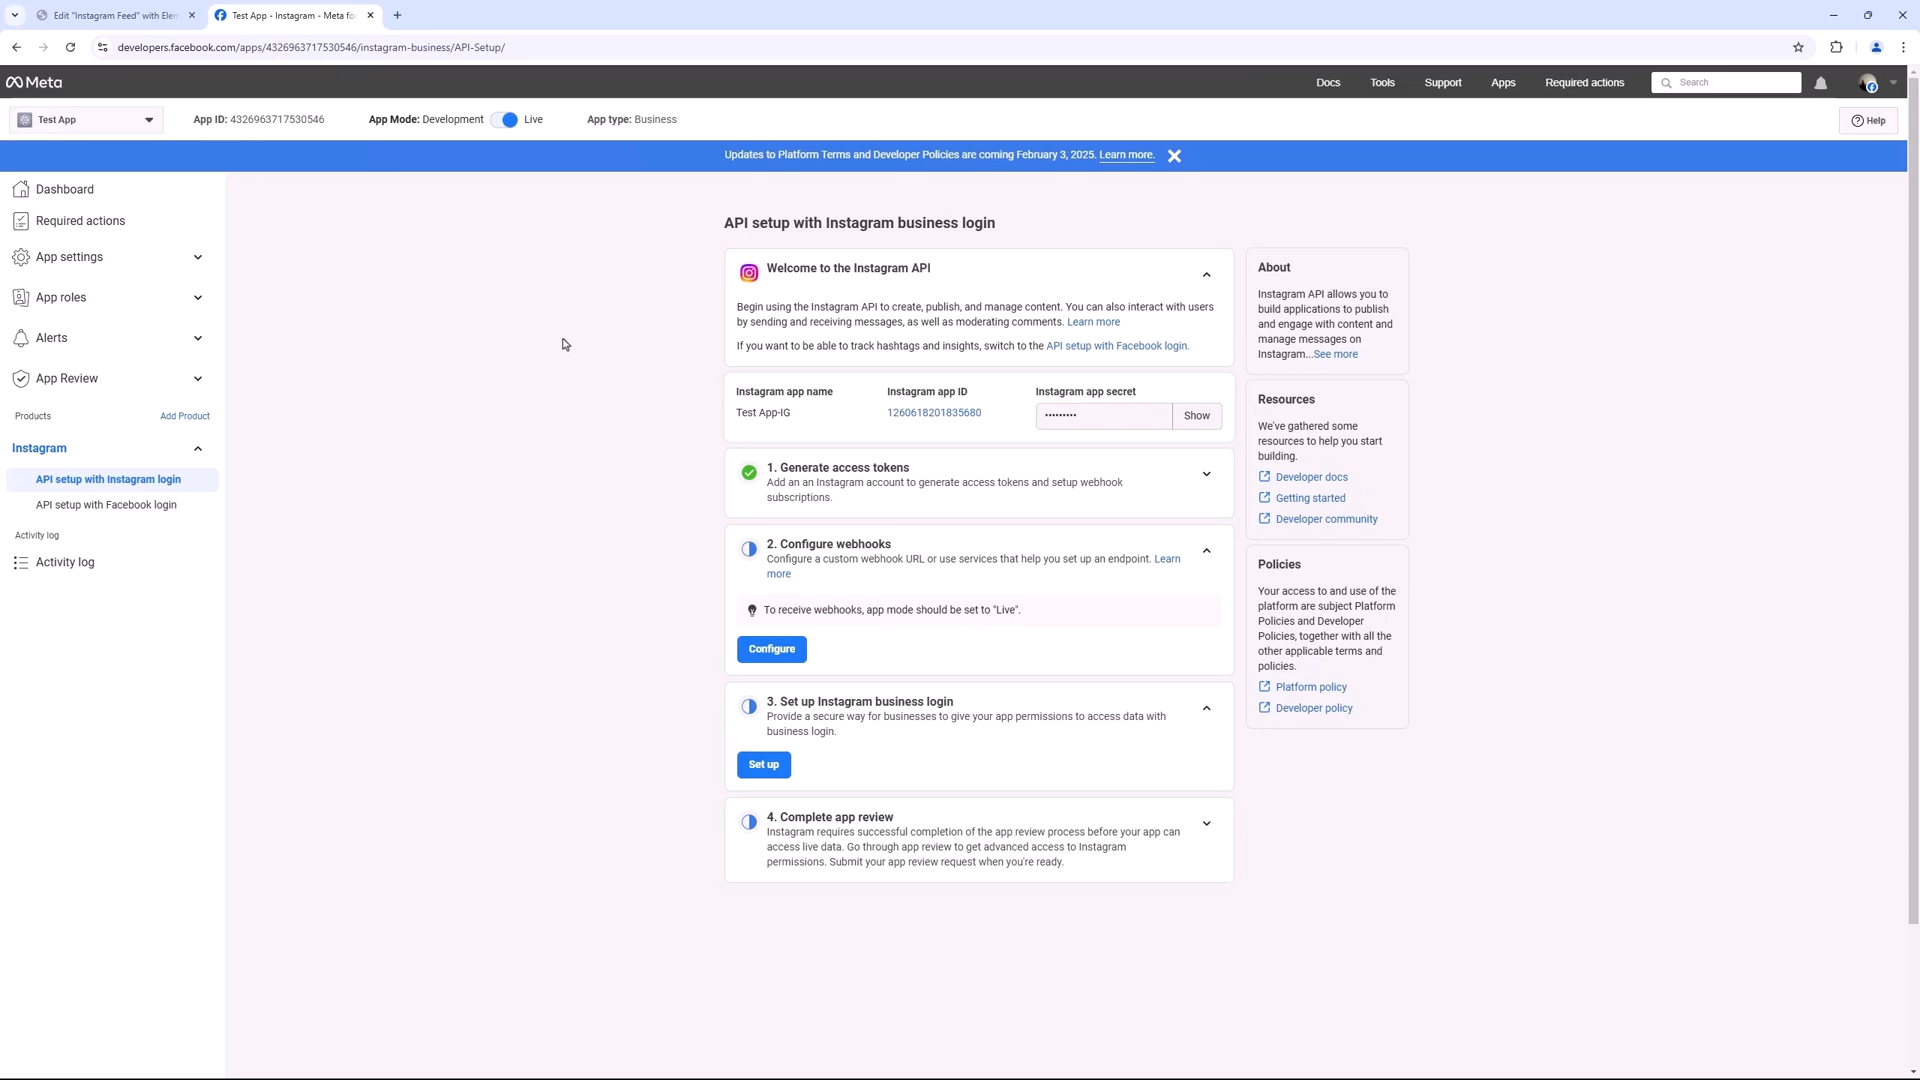 Edit "Instagram Feed" with Elem
Test App - Instagram - Meta fo
developers.facebook.com/apps/4326963717530546/instagram-business/API-Setup/
Meta
Docs
Tools
Support
Apps
Required actions
Search
Test App
App ID: 4326963717530546
App Mode: Development
Live
App type: Business
Help
Updates to Platform Terms and Developer Policies are coming February 3, 2025. Learn more.
Dashboard
Required actions
App settings
App roles
Alerts
App Review
Products
Add Product
Instagram
API setup with Instagram login
API setup with Facebook login
Activity log
Activity log
API setup with Instagram business login
Welcome to the Instagram API
Begin using the Instagram API to create, publish, and manage content. You can also interact with users
by sending and receiving messages, as well as moderating comments. Learn more
If you want to be able to track hashtags and insights, switch to the API setup with Facebook login.
Instagram app name
Test App-IG
Instagram app ID
1260618201835680
Instagram app secret
•••••••••
Show
1. Generate access tokens
Add an an Instagram account to generate access tokens and setup webhook
subscriptions.
2. Configure webhooks
Configure a custom webhook URL or use services that help you set up an endpoint. Learn
more
To receive webhooks, app mode should be set to "Live".
Configure
3. Set up Instagram business login
Provide a secure way for businesses to give your app permissions to access data with
business login.
Set up
4. Complete app review
Instagram requires successful completion of the app review process before your app can
access live data. Go through app review to get advanced access to Instagram
permissions. Submit your app review request when you're ready.
About
Instagram API allows you to
build applications to publish
and engage with content and
manage messages on
Instagram...See more
Resources
We've gathered some
resources to help you start
building.
Developer docs
Getting started
Developer community
Policies
Your access to and use of the
platform are subject Platform
Policies and Developer
Policies, together with all the
other applicable terms and
policies.
Platform policy
Developer policy